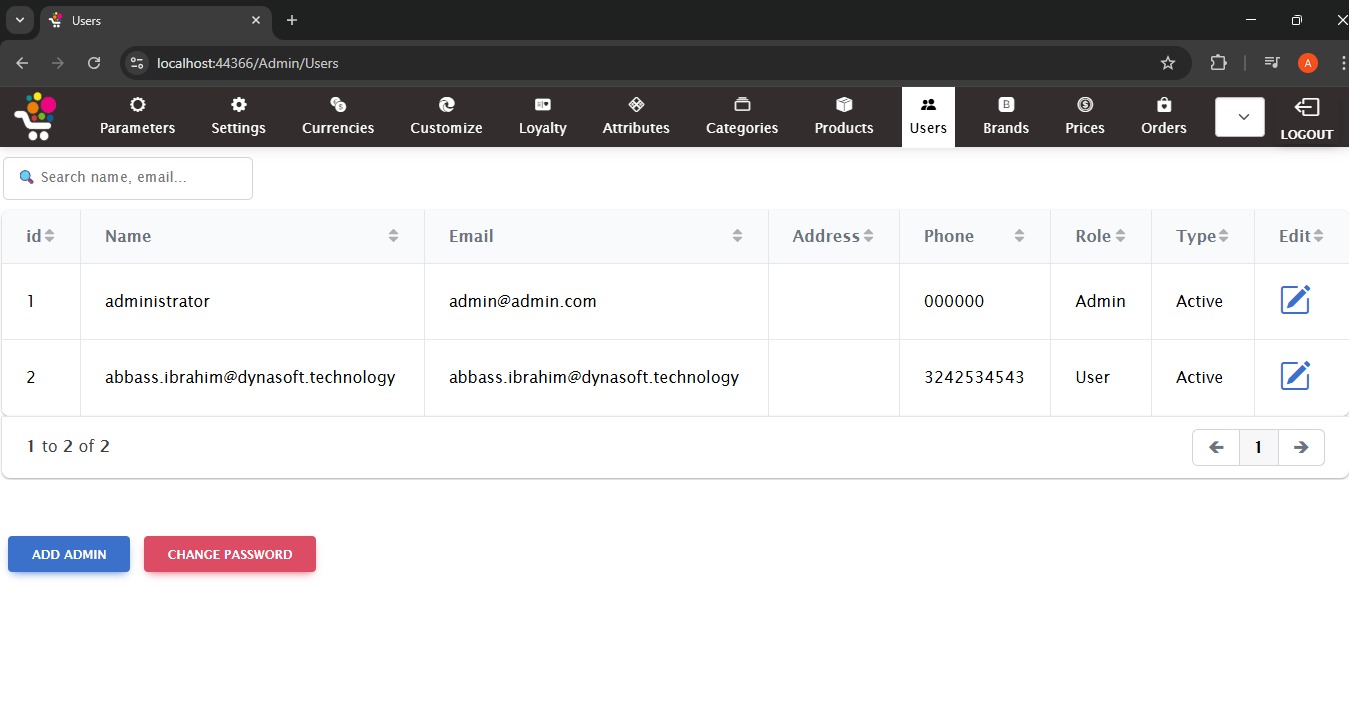 Users
localhost:44366/Admin/Users
A
Parameters Settings Currencies Customize Loyalty Attributes Categories Products Users Brands Prices Orders LOGOUT
Search name, email...
id Name Email Address Phone Role Type Edit
1 administrator admin@admin.com 000000 Admin Active
2 abbass.ibrahim@dynasoft.technology abbass.ibrahim@dynasoft.technology 3242534543 User Active
1 to 2 of 2 1
ADD ADMIN CHANGE PASSWORD